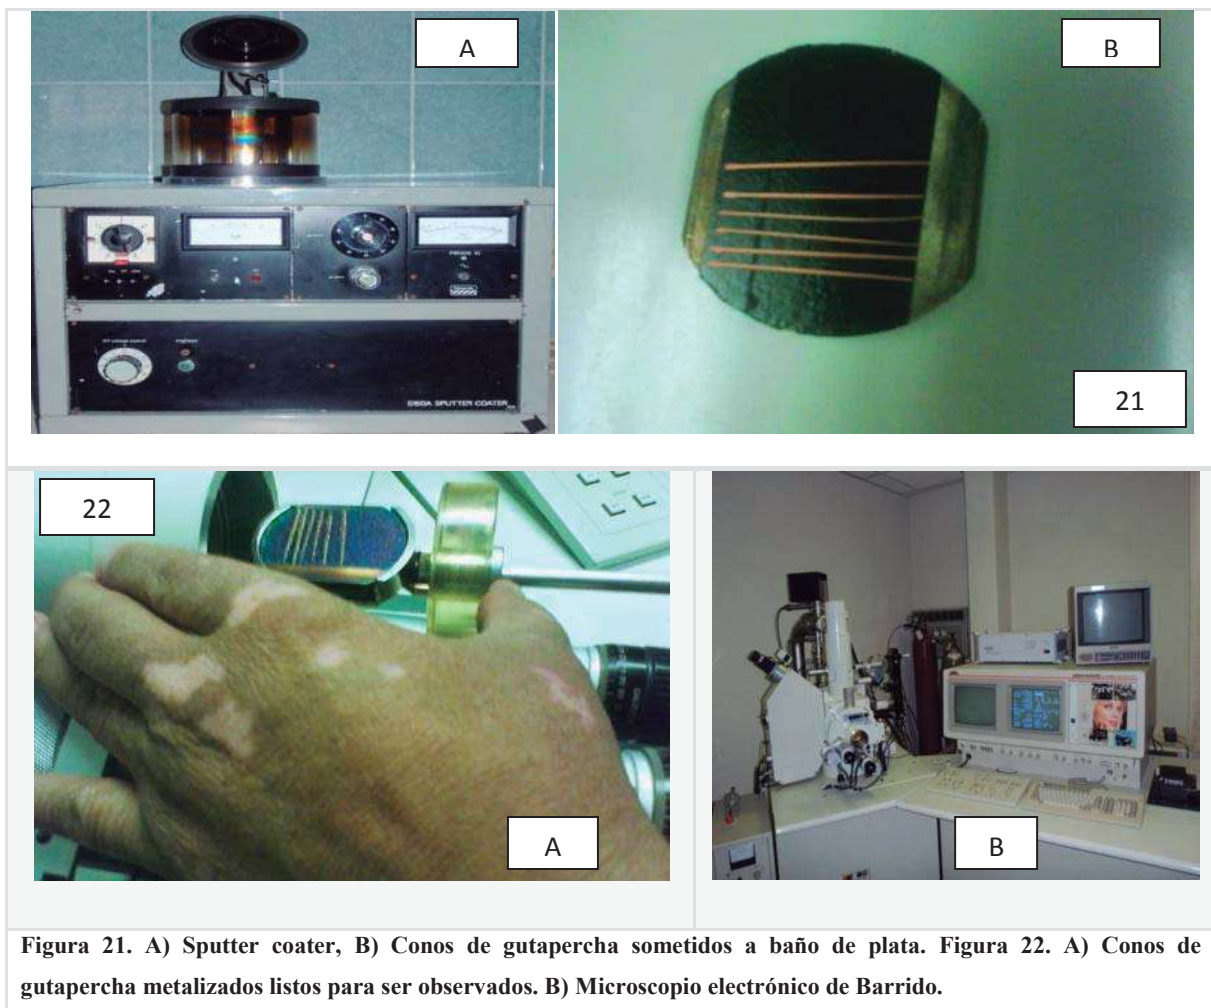 A
B
21
S150A SPUTTER COATER
22
A
B
Figura 21. A) Sputter coater, B) Conos de gutapercha sometidos a baño de plata. Figura 22. A) Conos de
gutapercha metalizados listos para ser observados. B) Microscopio electrónico de Barrido.